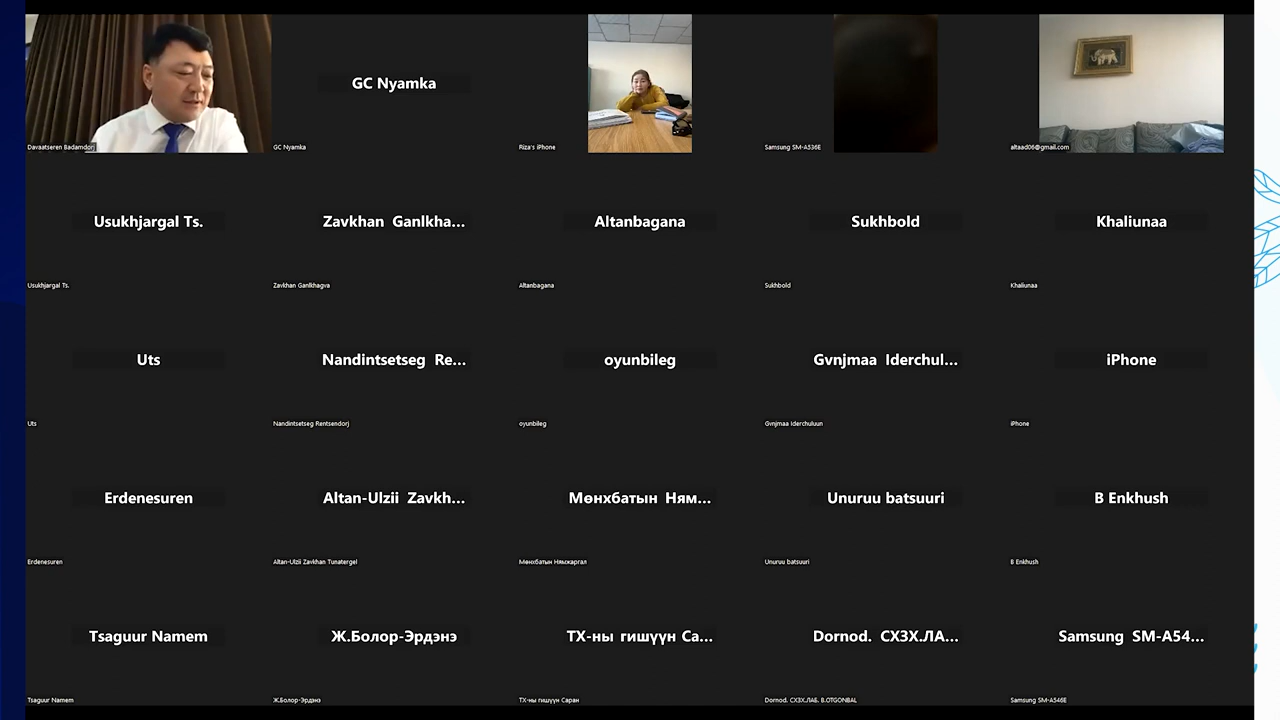 Davaatseren Badamdorj
GC Nyamka
GC Nyamka
Riza's iPhone
Samsung SM-A536E
altaad06@gmail.com
Usukhjargal Ts.
Zavkhan Ganlkha...
Altanbagana
Sukhbold
Khaliunaa
Usukhjargal Ts.
Zavkhan Ganlkhagva
Altanbagana
Sukhbold
Khaliunaa
Uts
Nandintsetseg Re...
oyunbileg
Gvnjmaa Iderchul...
iPhone
Uts
Nandintsetseg Rentsendorj
oyunbileg
Gvnjmaa Iderchuluun
iPhone
Erdenesuren
Altan-Ulzii Zavkh...
Мөнхбатын Ням...
Unuruu batsuuri
B Enkhush
Erdenesuren
Altan-Ulzii Zavkhan Tunatergel
Мөнхбатын Нямжаргал
Unuruu batsuuri
B Enkhush
Tsaguur Namem
Ж.Болор-Эрдэнэ
ТХ-ны гишүүн Са...
Dornod. СХЗХ.ЛА...
Samsung SM-A54...
Tsaguur Namem
Ж.Болор-Эрдэнэ
ТХ-ны гишүүн Саран
Dornod. СХЗХ.ЛАБ. B.OTGONBAL
Samsung SM-A546E